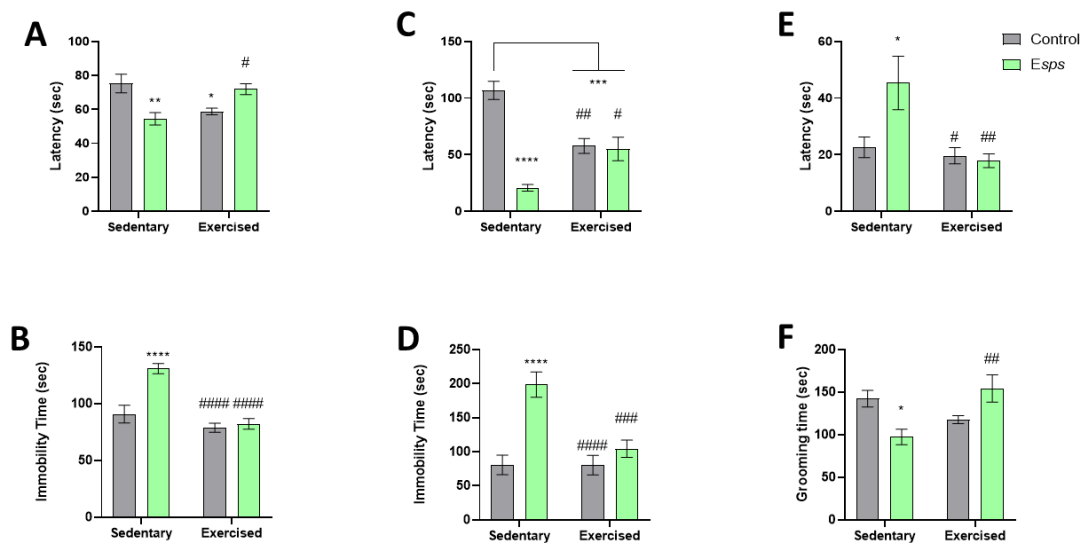 A
Latency (sec)
100
80
60
40
20
0
**
*
#
Sedentary Exercised
C
Latency (sec)
150
100
50
0
****
***
## #
Sedentary Exercised
E
Latency (sec)
60
40
20
0
*
# ##
Sedentary Exercised
Control
Esps
B
Immobility Time (sec)
150
100
50
0
****
#### ####
Sedentary Exercised
D
Immobility Time (sec)
250
200
150
100
50
0
****
####
###
Sedentary Exercised
F
Grooming time (sec)
200
150
100
50
0
*
##
Sedentary Exercised